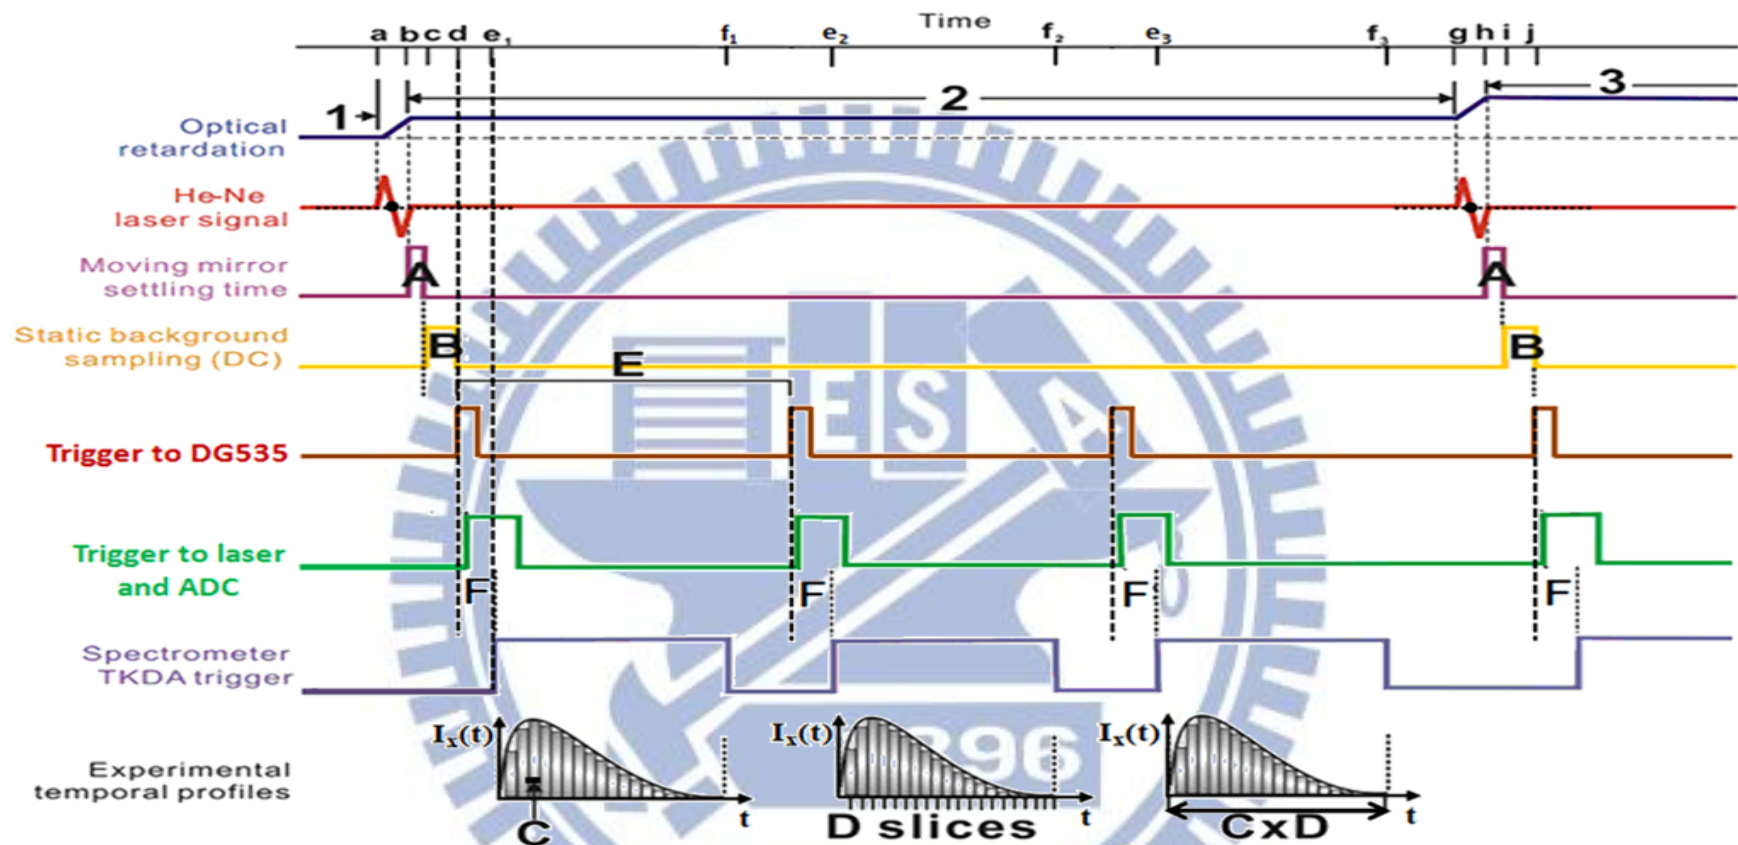 Time
a b c d e₁ f₁ e₂ f₂ e₃ f₃ g h i j
1 2 3
Optical
retardation
He-Ne
laser signal
Moving mirror
settling time
A A
Static background
sampling (DC)
B B
E
Trigger to DG535
ESA
Trigger to laser
and ADC
F F F F
Spectrometer
TKDA trigger
Experimental
temporal profiles
Iₓ(t) Iₓ(t) Iₓ(t)
896
t t t
C D slices CxD